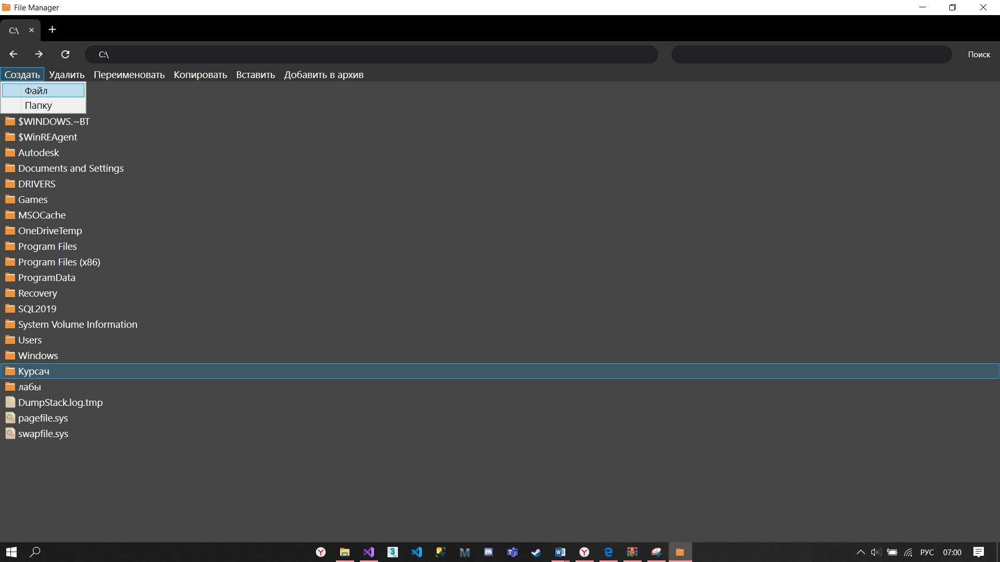 File Manager
C:\
C:\
Поиск
Создать Удалить Переименовать Копировать Вставить Добавить в архив
Файл
Папку
$WINDOWS.~BT
$WinREAgent
Autodesk
Documents and Settings
DRIVERS
Games
MSOCache
OneDriveTemp
Program Files
Program Files (x86)
ProgramData
Recovery
SQL2019
System Volume Information
Users
Windows
Курсач
лабы
DumpStack.log.tmp
pagefile.sys
swapfile.sys
РУС 07:00